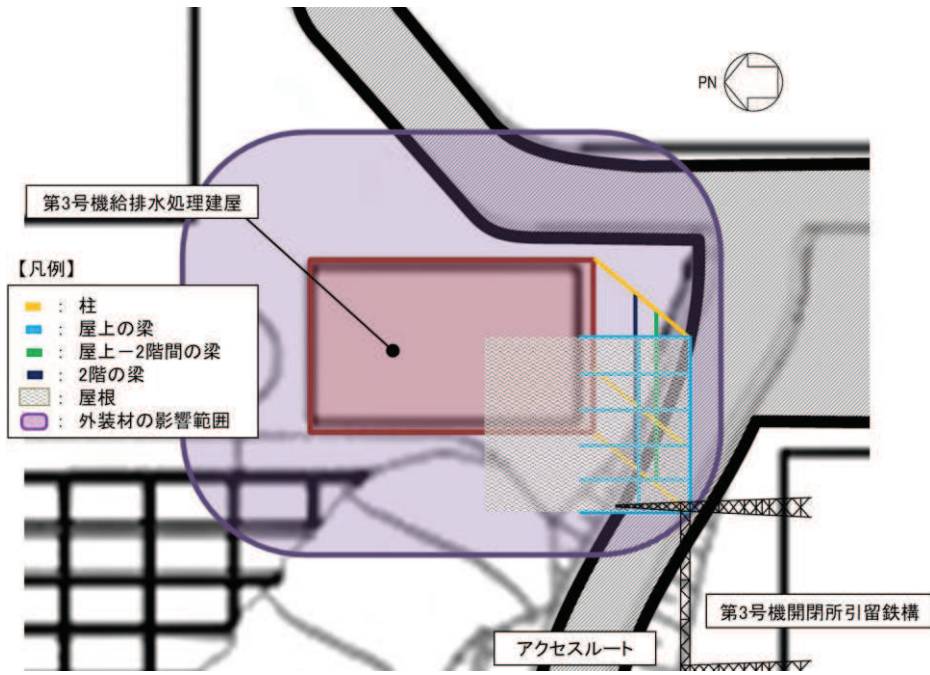 PN
第3号機給排水処理建屋
【凡例】
： 柱
： 屋上の梁
： 屋上－2階間の梁
： 2階の梁
： 屋根
： 外装材の影響範囲
第3号機開閉所引留鉄構
アクセスルート